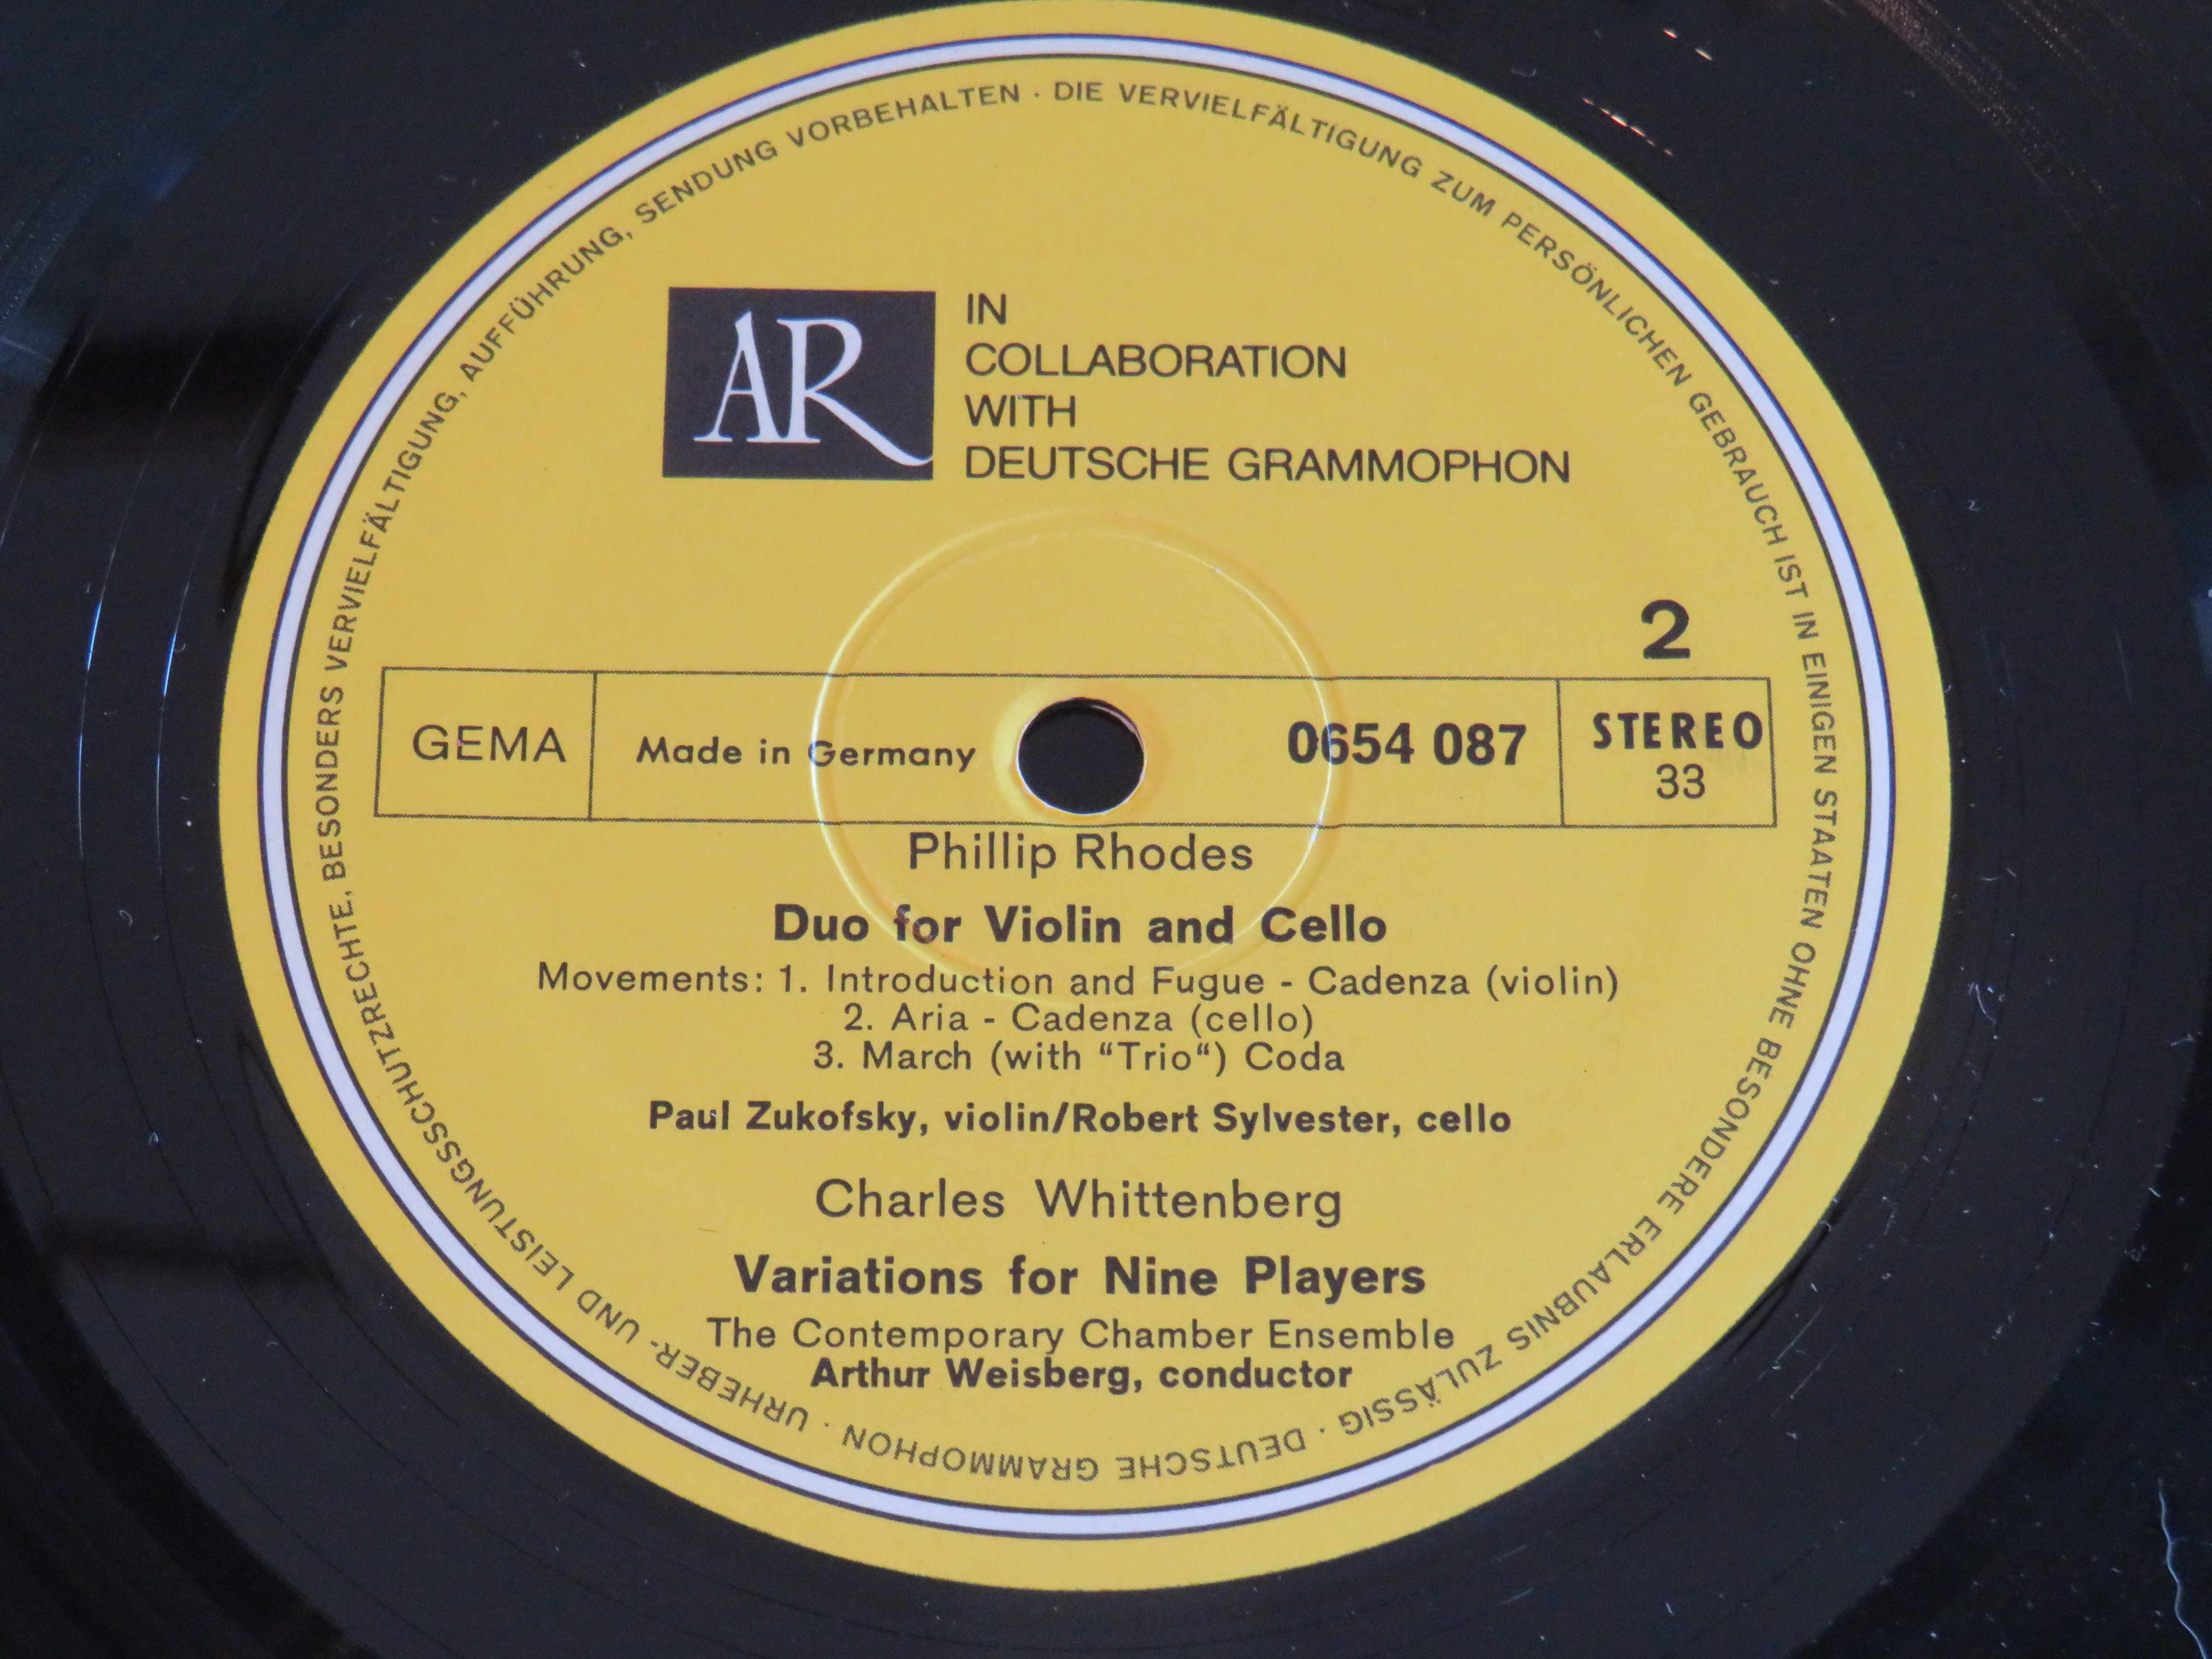 URHEBER- UND LEISTUNGSSCHUTZRECHTE, BESONDERS VERVIELFÄLTIGUNG, AUFFÜHRUNG, SENDUNG VORBEHALTEN · DIE VERVIELFÄLTIGUNG ZUM PERSÖNLICHEN GEBRAUCH IST IN EINIGEN STAATEN OHNE BESONDERE ERLAUBNIS ZULÄSSIG · DEUTSCHE GRAMMOPHON ·
AR
IN
COLLABORATION
WITH
DEUTSCHE GRAMMOPHON
2
GEMA
Made in Germany
0654 087
STEREO
33
Phillip Rhodes
Duo for Violin and Cello
Movements: 1. Introduction and Fugue - Cadenza (violin)
2. Aria - Cadenza (cello)
3. March (with “Trio“) Coda
Paul Zukofsky, violin/Robert Sylvester, cello
Charles Whittenberg
Variations for Nine Players
The Contemporary Chamber Ensemble
Arthur Weisberg, conductor